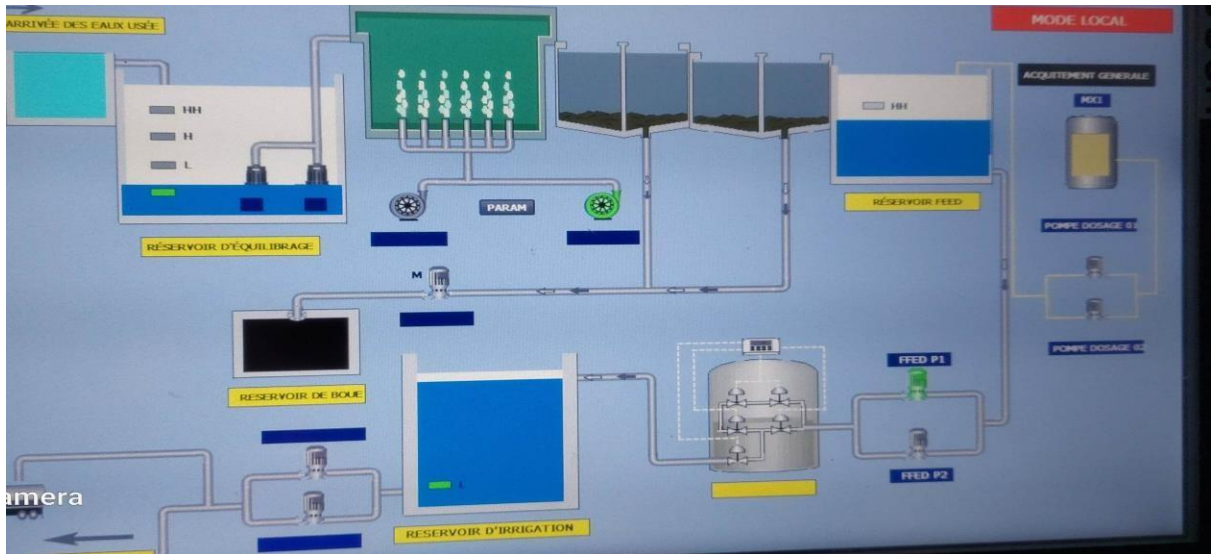 ARRIVÉE DES EAUX USÉE
MODE LOCAL
ACQUITEMENT GENERALE
HH
HH
MX1
H
L
PARAM
RÉSERVOIR FEED
POMPE DOSAGE 01
RÉSERVOIR D'ÉQUILIBRAGE
M
POMPE DOSAGE 02
FFED P1
RESERVOIR DE BOUE
FFED P2
L
amera
RESERVOIR D'IRRIGATION